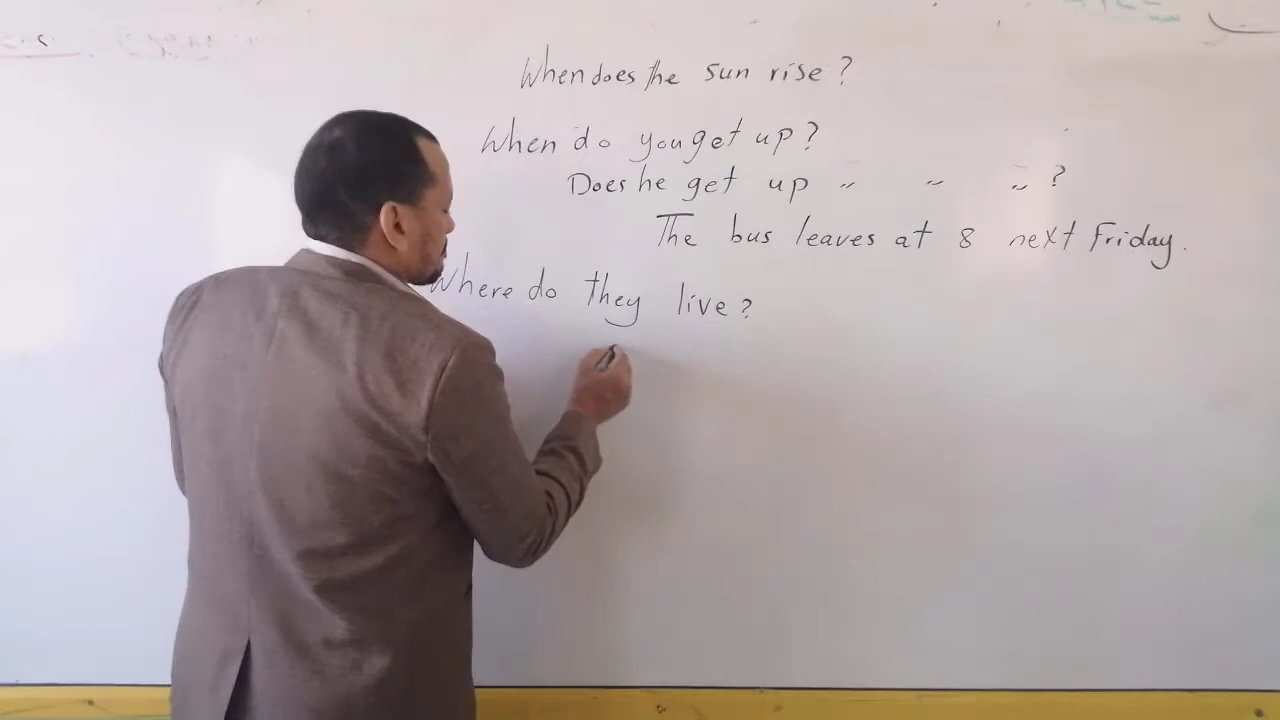 When does the sun rise?
When do you get up?
Does he get up " " " ?
The bus leaves at 8 next Friday.
Where do they live?